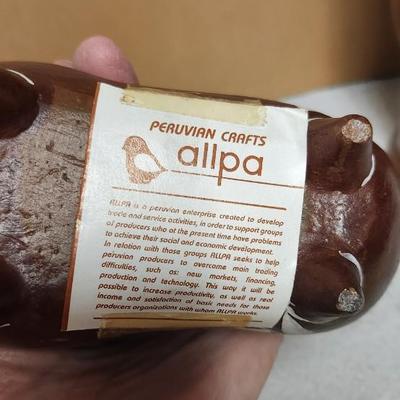 PERUVIAN CRAFTS
allpa
ALLPA is a peruvian enterprise created to develop
trade and service activities, in order to support groups
of producers who at the present time have problems
to achieve their social and economic development.
In relation with those groups ALLPA seeks to help
peruvian producers to overcome main trading
difficulties, such as: new markets, financing,
production and technology. This way it will be
possible to increase productivity, as well as real
income and satisfaction of basic needs for those
producers organizations with whom ALLPA works.